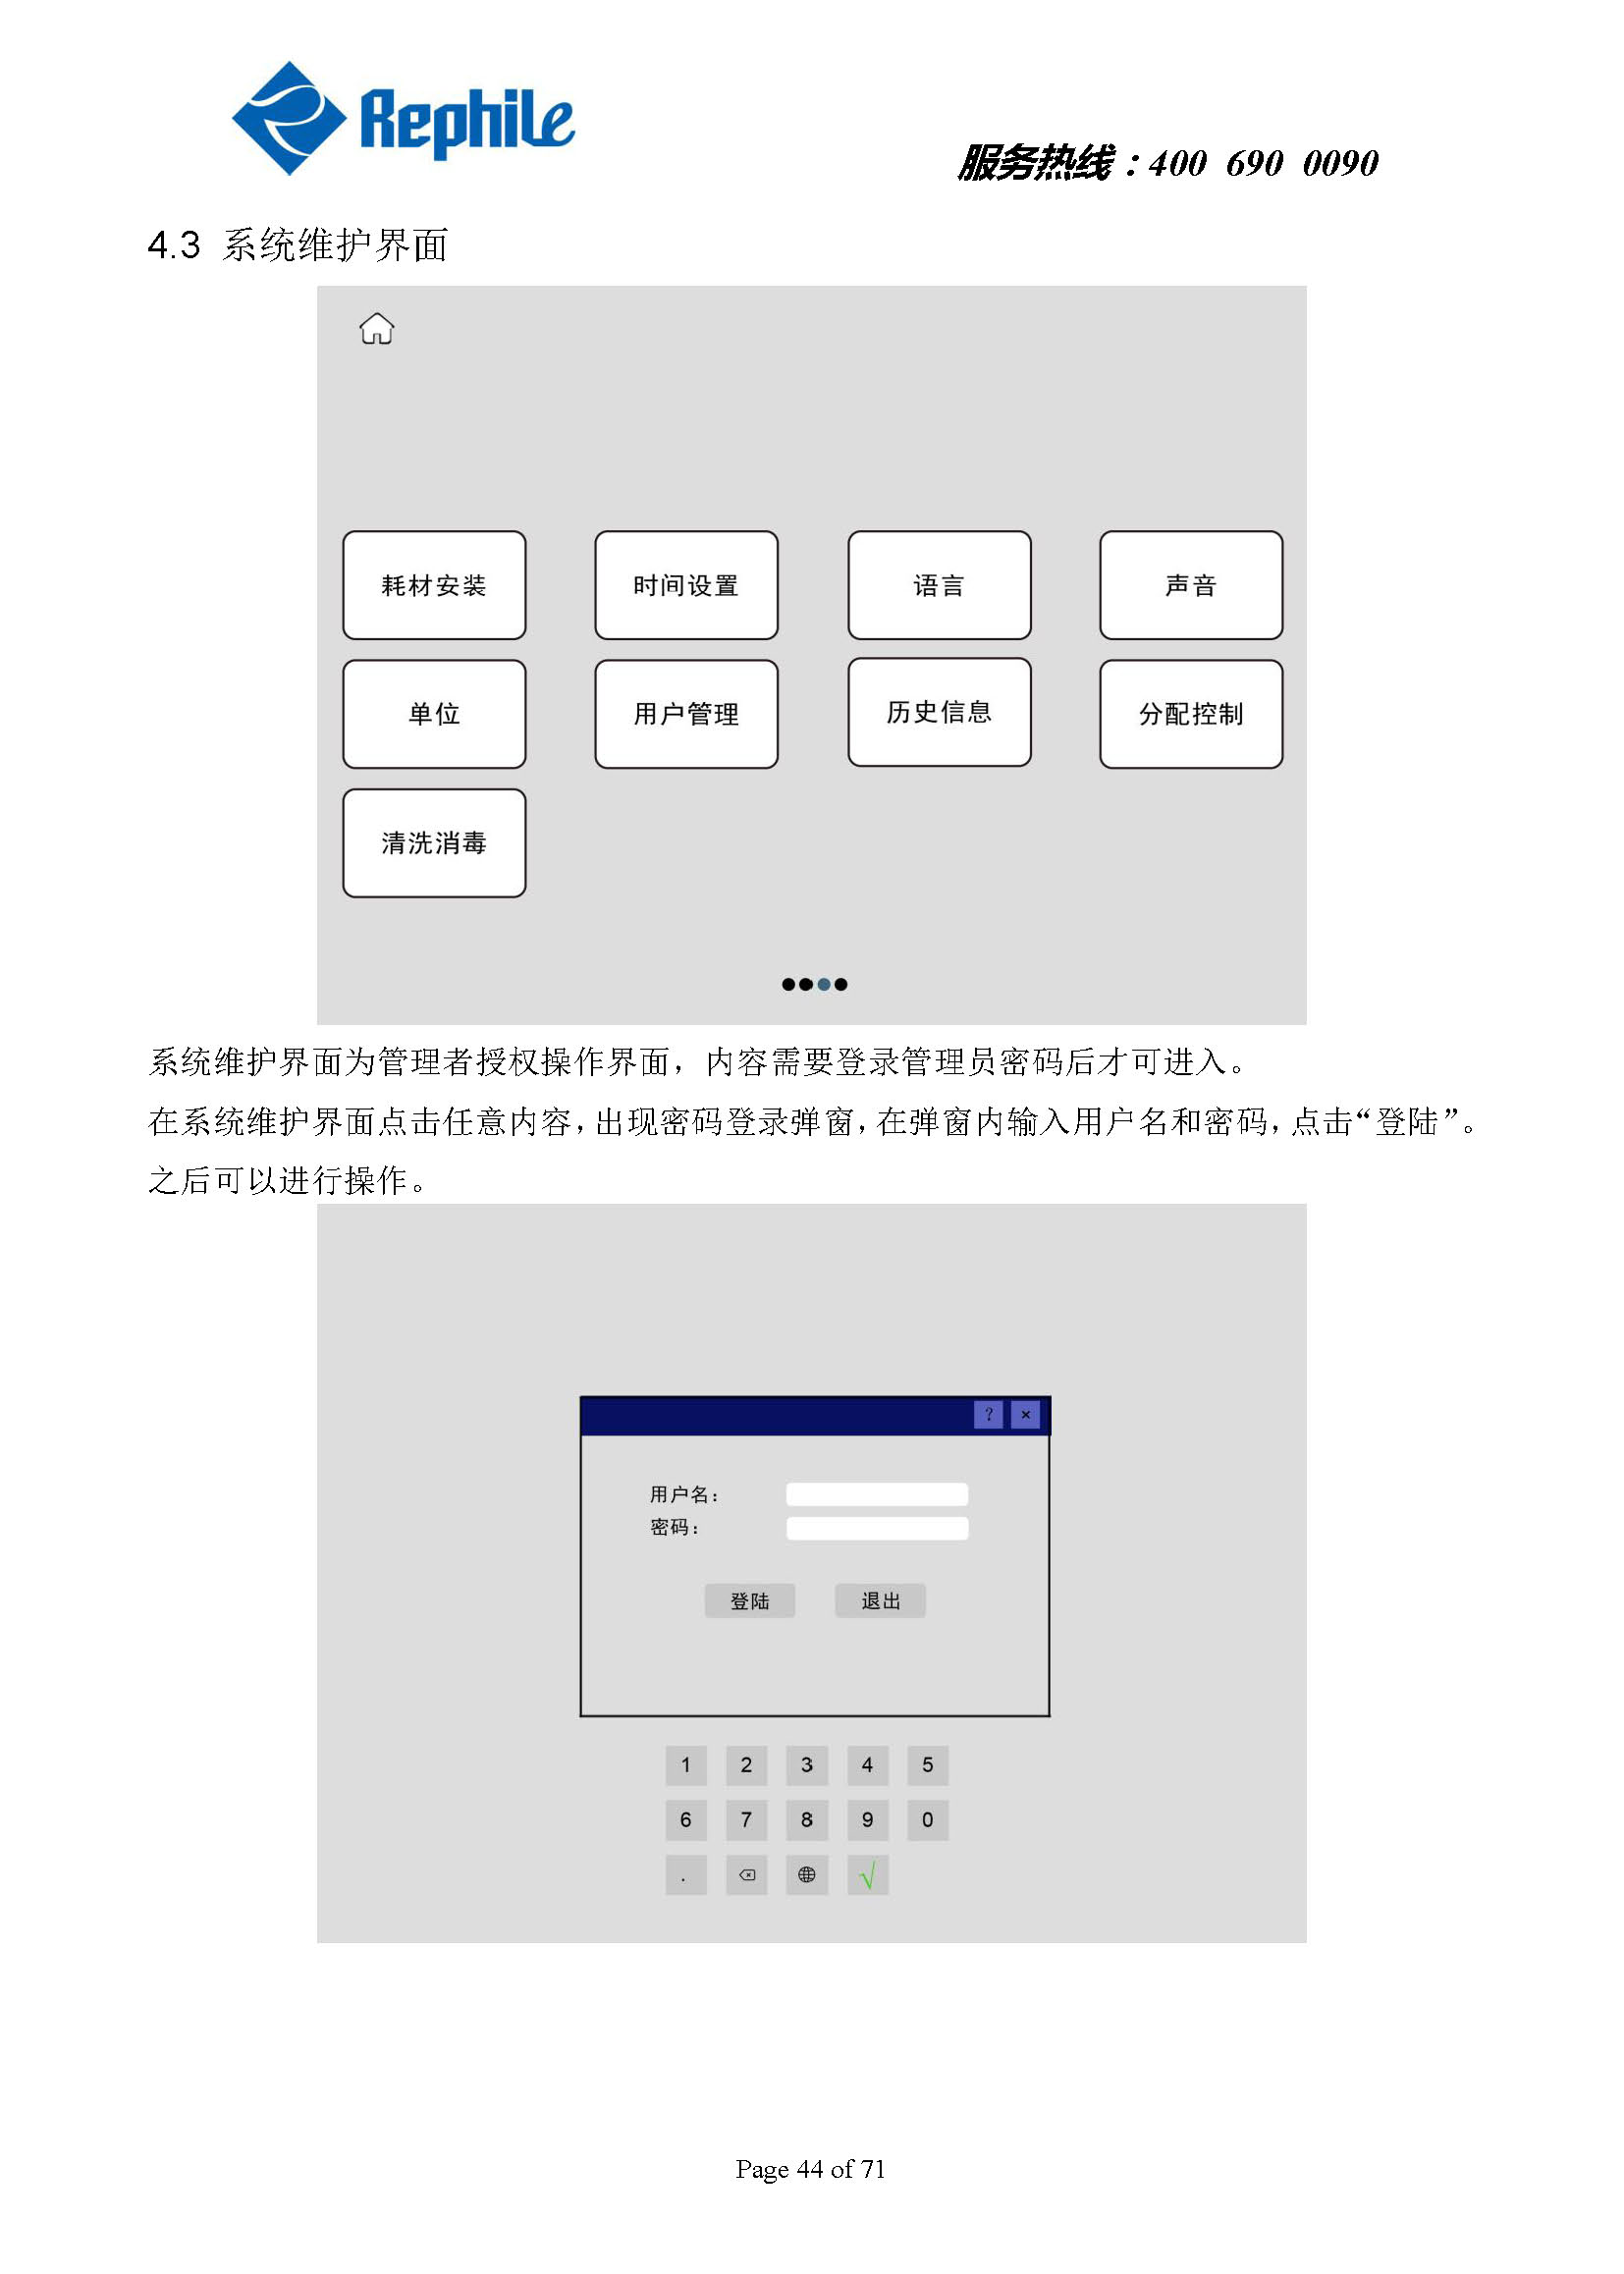 Rephile
服务热线：400 690 0090
4.3 系统维护界面
耗材安装 时间设置 语言 声音
单位 用户管理 历史信息 分配控制
清洗消毒
系统维护界面为管理者授权操作界面，内容需要登录管理员密码后才可进入。
在系统维护界面点击任意内容，出现密码登录弹窗，在弹窗内输入用户名和密码，点击“登陆”。
之后可以进行操作。
? ×
用户名：
密码：
登陆 退出
1 2 3 4 5
6 7 8 9 0
. √
Page 44 of 71